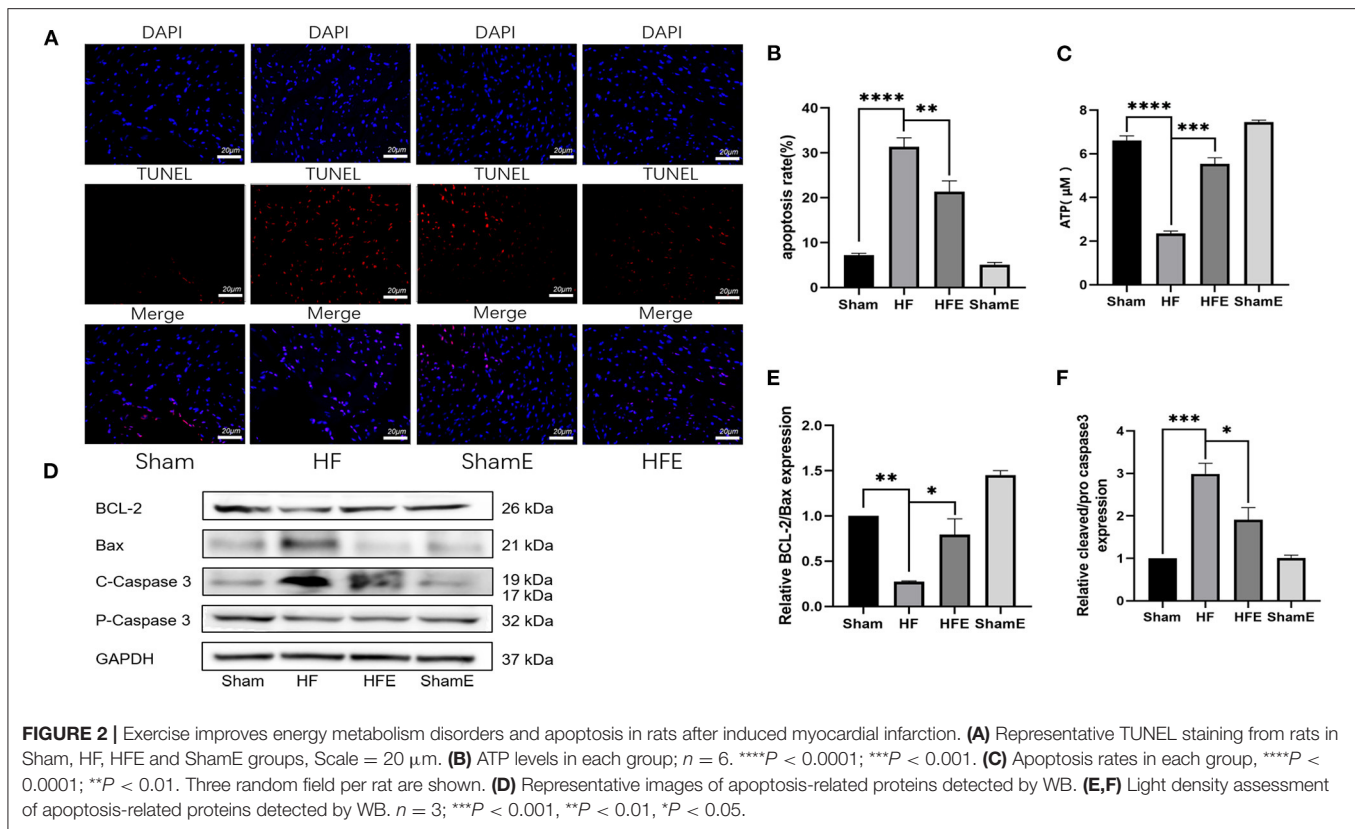 A
DAPI DAPI DAPI DAPI
20μm 20μm 20μm 20μm
TUNEL TUNEL TUNEL TUNEL
20μm 20μm 20μm 20μm
Merge Merge Merge Merge
20μm 20μm 20μm 20μm
Sham HF ShamE HFE
B
apoptosis rate(%)
40
30
20
10
0
**** **
Sham HF HFE ShamE
C
ATP( μM)
8
6
4
2
0
**** ***
Sham HF HFE ShamE
D
BCL-2 26 kDa
Bax 21 kDa
C-Caspase 3 19 kDa
17 kDa
P-Caspase 3 32 kDa
GAPDH 37 kDa
Sham HF HFE ShamE
E
Relative BCL-2/Bax expression
2.0
1.5
1.0
0.5
0.0
** *
Sham HF HFE ShamE
F
Relative cleaved/pro caspase3
expression
4
3
2
1
0
*** *
Sham HF HFE ShamE
FIGURE 2 | Exercise improves energy metabolism disorders and apoptosis in rats after induced myocardial infarction. (A) Representative TUNEL staining from rats in
Sham, HF, HFE and ShamE groups, Scale = 20 μm. (B) ATP levels in each group; n = 6. ****P < 0.0001; ***P < 0.001. (C) Apoptosis rates in each group, ****P <
0.0001; **P < 0.01. Three random field per rat are shown. (D) Representative images of apoptosis-related proteins detected by WB. (E,F) Light density assessment
of apoptosis-related proteins detected by WB. n = 3; ***P < 0.001, **P < 0.01, *P < 0.05.